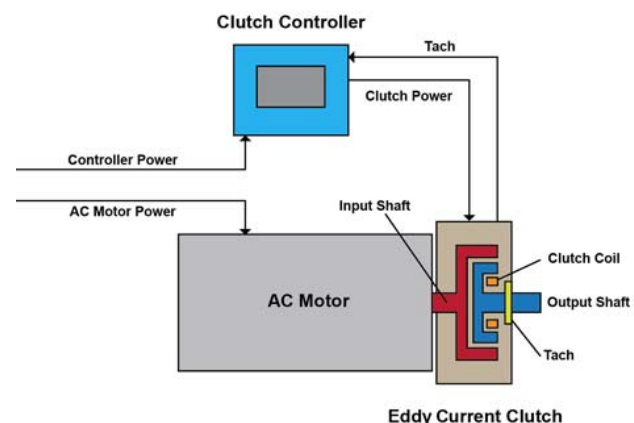 Clutch Controller
Tach
Clutch Power
Controller Power
AC Motor Power
Input Shaft
Clutch Coil
AC Motor
Output Shaft
Tach
Eddy Current Clutch